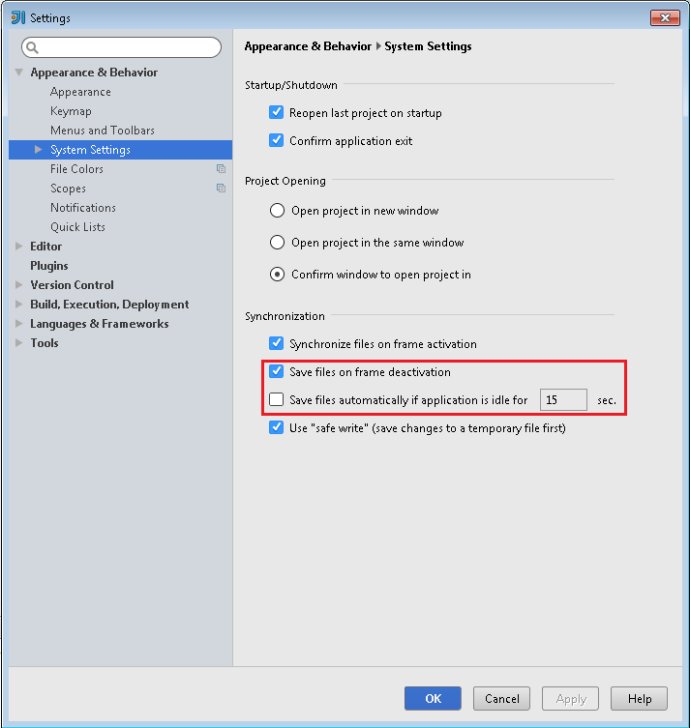 Settings
Appearance & Behavior
Appearance
Keymap
Menus and Toolbars
System Settings
File Colors
Scopes
Notifications
Quick Lists
Editor
Plugins
Version Control
Build, Execution, Deployment
Languages & Frameworks
Tools
Appearance & Behavior › System Settings
Startup/Shutdown
Reopen last project on startup
Confirm application exit
Project Opening
Open project in new window
Open project in the same window
Confirm window to open project in
Synchronization
Synchronize files on frame activation
Save files on frame deactivation
Save files automatically if application is idle for 15 sec.
Use "safe write" (save changes to a temporary file first)
OK Cancel Apply Help